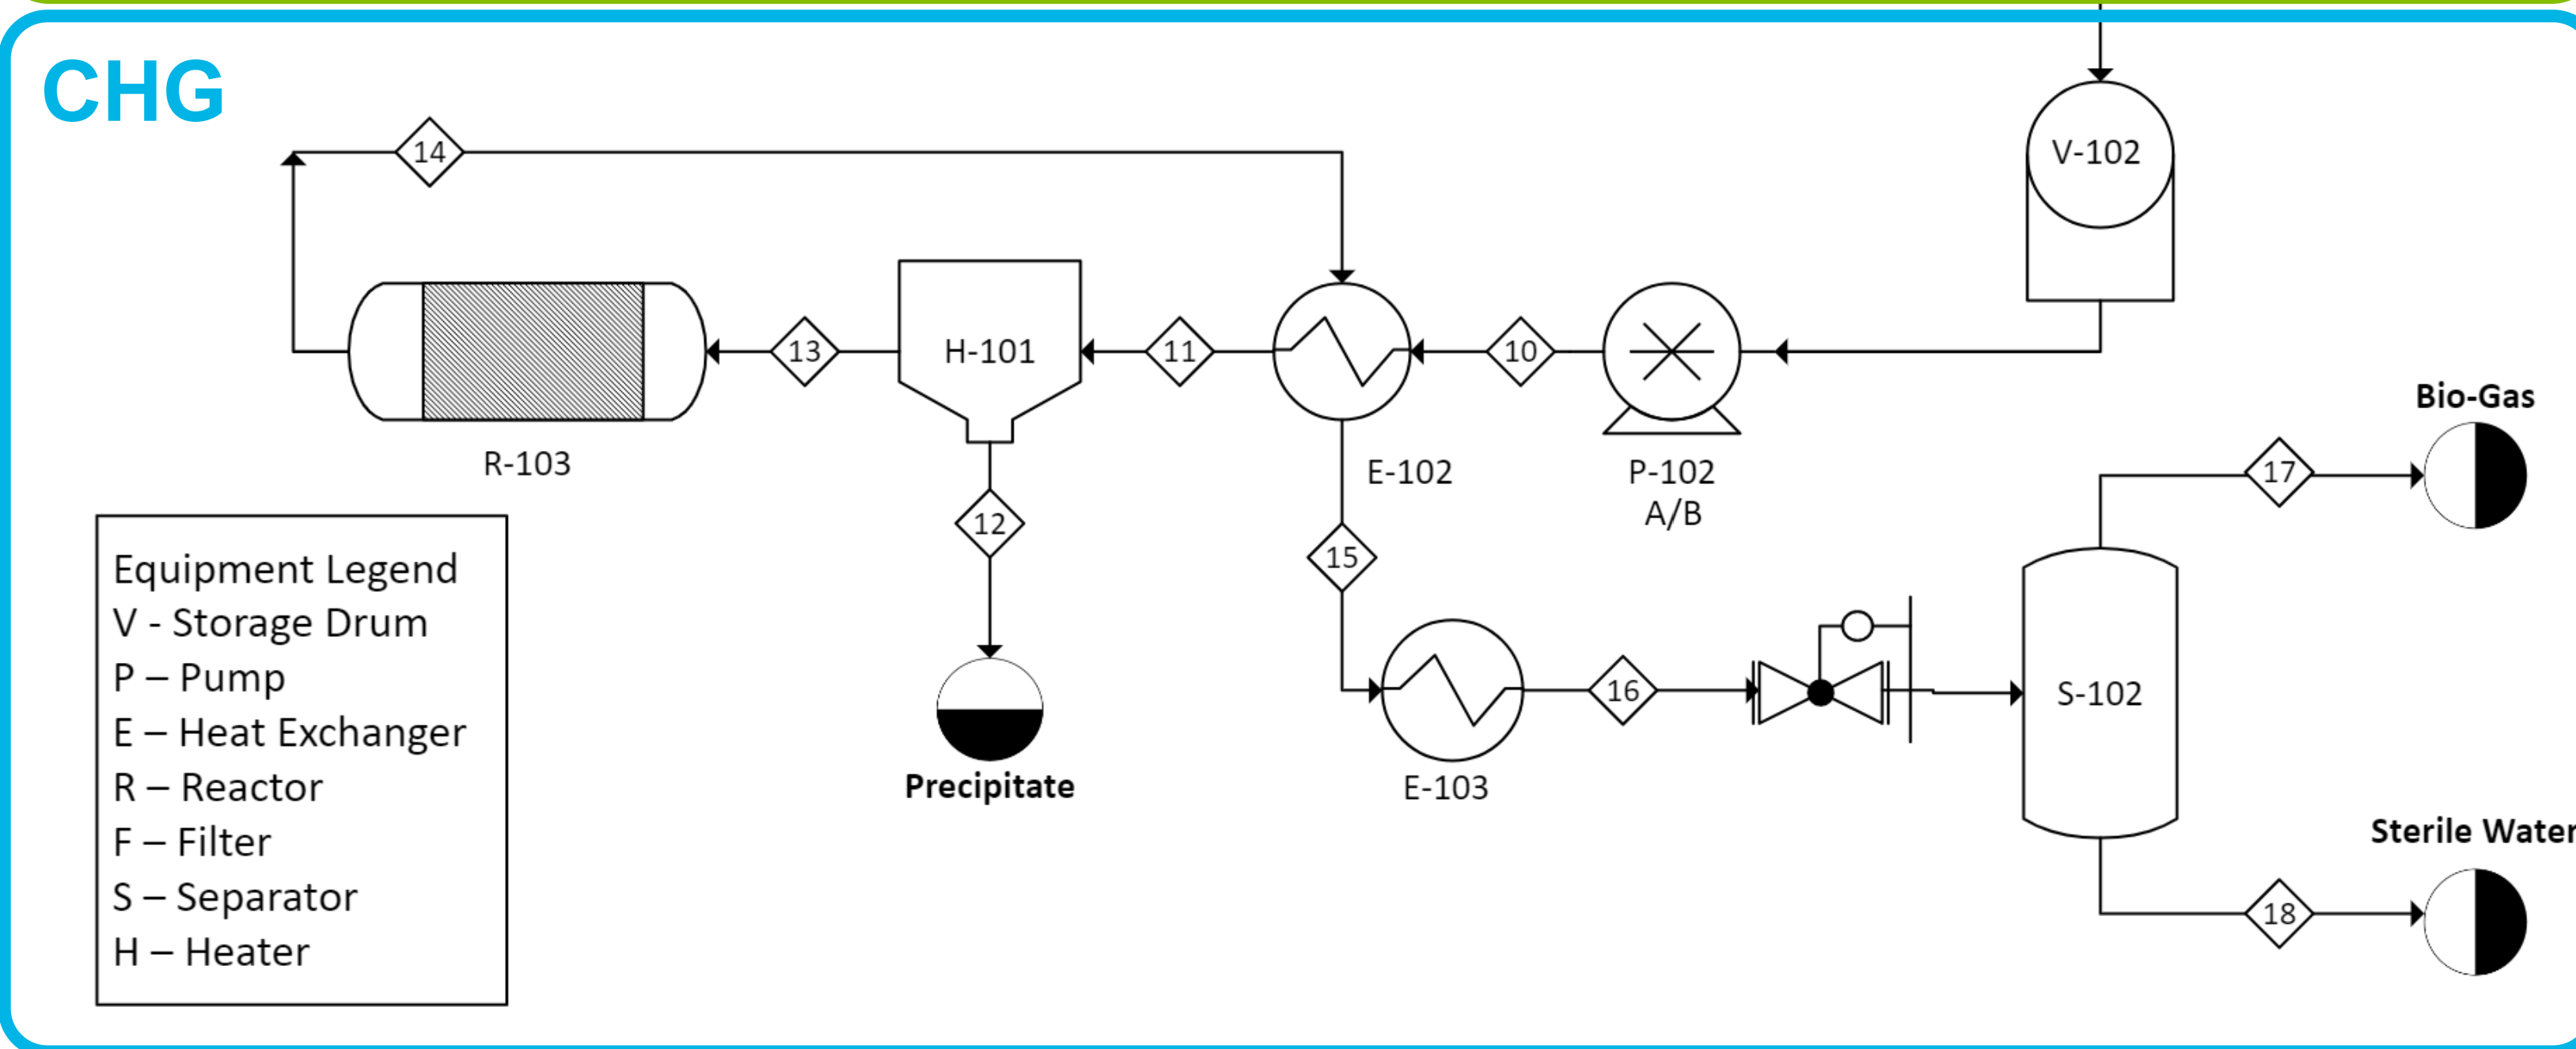 CHG
14
V-102
13
H-101
11
10
R-103
E-102
P-102
A/B
Bio-Gas
17
12
15
Equipment Legend
V - Storage Drum
P – Pump
E – Heat Exchanger
R – Reactor
F – Filter
S – Separator
H – Heater
Precipitate
16
E-103
S-102
Sterile Water
18